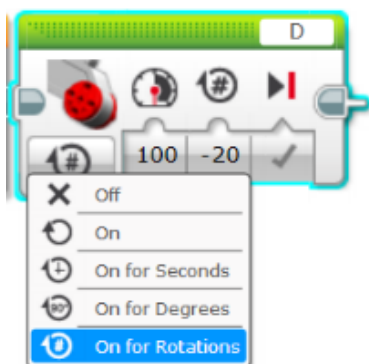 D
100 -20
Off
On
On for Seconds
On for Degrees
On for Rotations